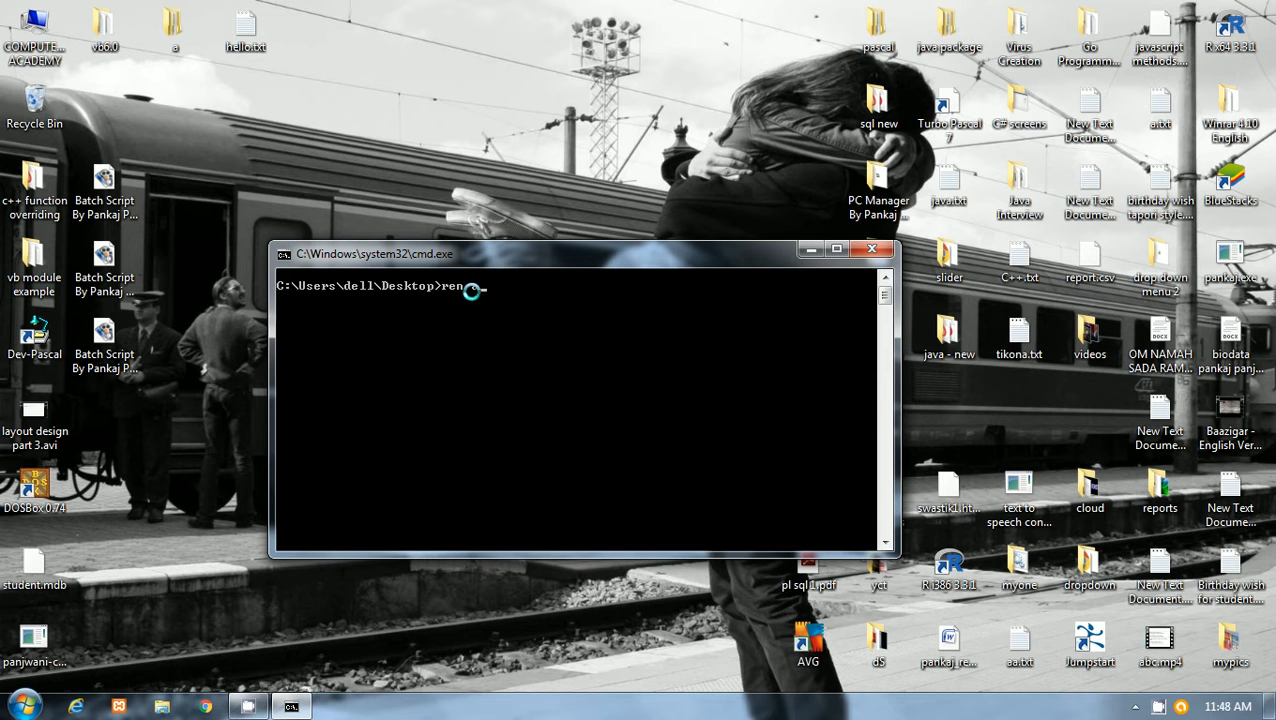 COMPUTE...
ACADEMY
vb6.0
a
hello.txt
Recycle Bin
c++ function
overriding
Batch Script
By Pankaj P...
vb module
example
Batch Script
By Pankaj ...
Dev-Pascal
Batch Script
By Pankaj P...
layout design
part 3.avi
DOSBox 0.74
student.mdb
panjwani-c...
C:\Windows\system32\cmd.exe
C:\Users\dell\Desktop>ren
pascal
java package
Virus
Creation
Go
Programm...
javascript
methods....
R x64 3.3.1
sql new
Turbo Pascal
7
C# screens
New Text
Docume...
a.txt
Winrar 4.10
English
PC Manager
By Pankaj ...
java.txt
Java
Interview
New Text
Docume...
birthday wish
tapori style....
BlueStacks
slider
C++.txt
report.csv
drop down
menu 2
pankaj.exe
java - new
tikona.txt
videos
OM NAMAH
SADA RAM...
biodata
pankaj panj...
New Text
Docume...
Baazigar -
English Ver...
swastik1.ht...
text to
speech con...
cloud
reports
New Text
Docume...
pl sql 1.pdf
yct
R i386 3.3.1
myone
dropdown
New Text
Document....
Birthday wish
for student....
AVG
dS
pankaj_re...
aa.txt
Jumpstart
abc.mp4
mypics
11:48 AM